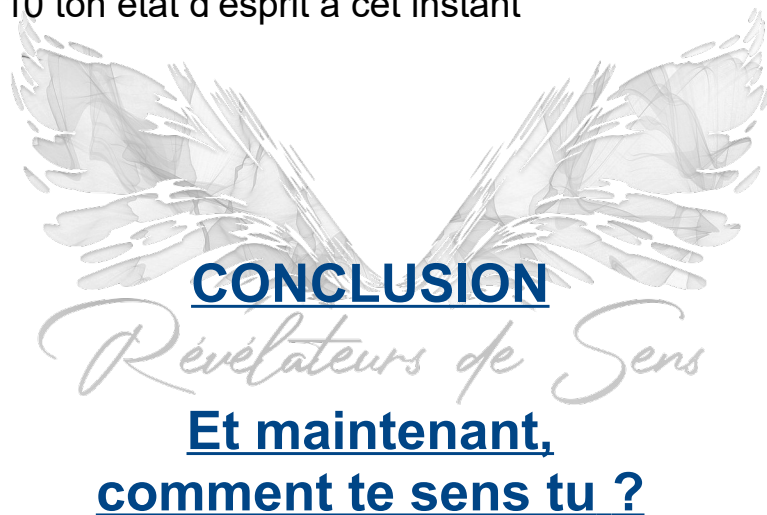 10 ton état d'esprit à cet instant
CONCLUSION
Révélateurs de Sens
Et maintenant,
comment te sens tu ?